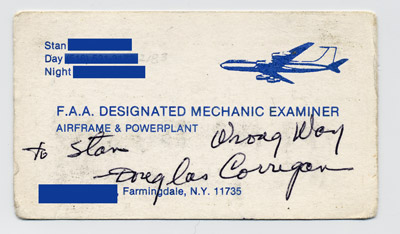 Stan
Day
Night
F.A.A. DESIGNATED MECHANIC EXAMINER
AIRFRAME & POWERPLANT
to Stan Wrong Way
Douglas Corrigan
, Farmingdale, N.Y. 11735